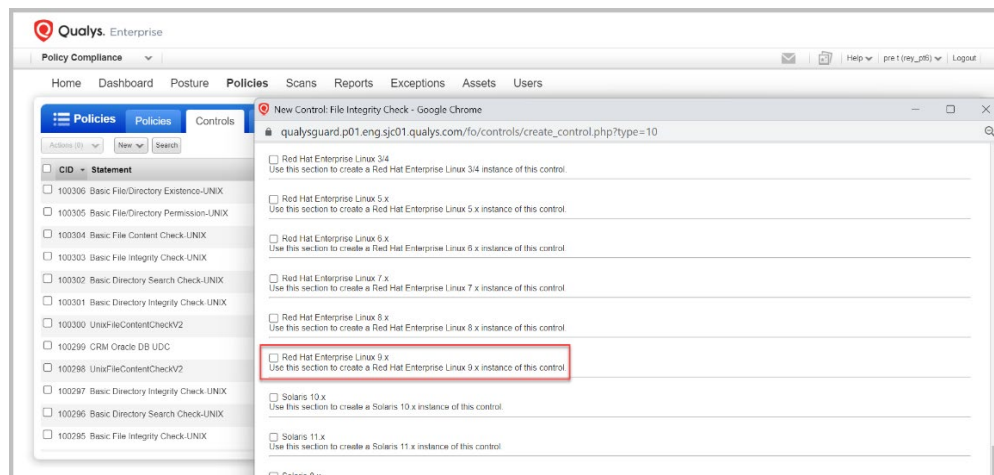 Qualys. Enterprise
Policy Compliance
Help
pre t (rey_pt6)
Logout
Home Dashboard Posture Policies Scans Reports Exceptions Assets Users
Policies
Policies
Controls
Actions (0)
New
Search
CID Statement
100306 Basic File/Directory Existence-UNIX
100305 Basic File/Directory Permission-UNIX
100304 Basic File Content Check-UNIX
100303 Basic File Integrity Check-UNIX
100302 Basic Directory Search Check-UNIX
100301 Basic Directory Integrity Check-UNIX
100300 UnixFileContentCheckV2
100299 CRM Oracle DB UDC
100298 UnixFileContentCheckV2
100297 Basic Directory Integrity Check-UNIX
100296 Basic Directory Search Check-UNIX
100295 Basic File Integrity Check-UNIX
New Control: File Integrity Check - Google Chrome
qualysguard.p01.eng.sjc01.qualys.com/fo/controls/create_control.php?type=10
Red Hat Enterprise Linux 3/4
Use this section to create a Red Hat Enterprise Linux 3/4 instance of this control.
Red Hat Enterprise Linux 5.x
Use this section to create a Red Hat Enterprise Linux 5.x instance of this control.
Red Hat Enterprise Linux 6.x
Use this section to create a Red Hat Enterprise Linux 6.x instance of this control.
Red Hat Enterprise Linux 7.x
Use this section to create a Red Hat Enterprise Linux 7.x instance of this control.
Red Hat Enterprise Linux 8.x
Use this section to create a Red Hat Enterprise Linux 8.x instance of this control.
Red Hat Enterprise Linux 9.x
Use this section to create a Red Hat Enterprise Linux 9.x instance of this control.
Solaris 10.x
Use this section to create a Solaris 10.x instance of this control.
Solaris 11.x
Use this section to create a Solaris 11.x instance of this control.